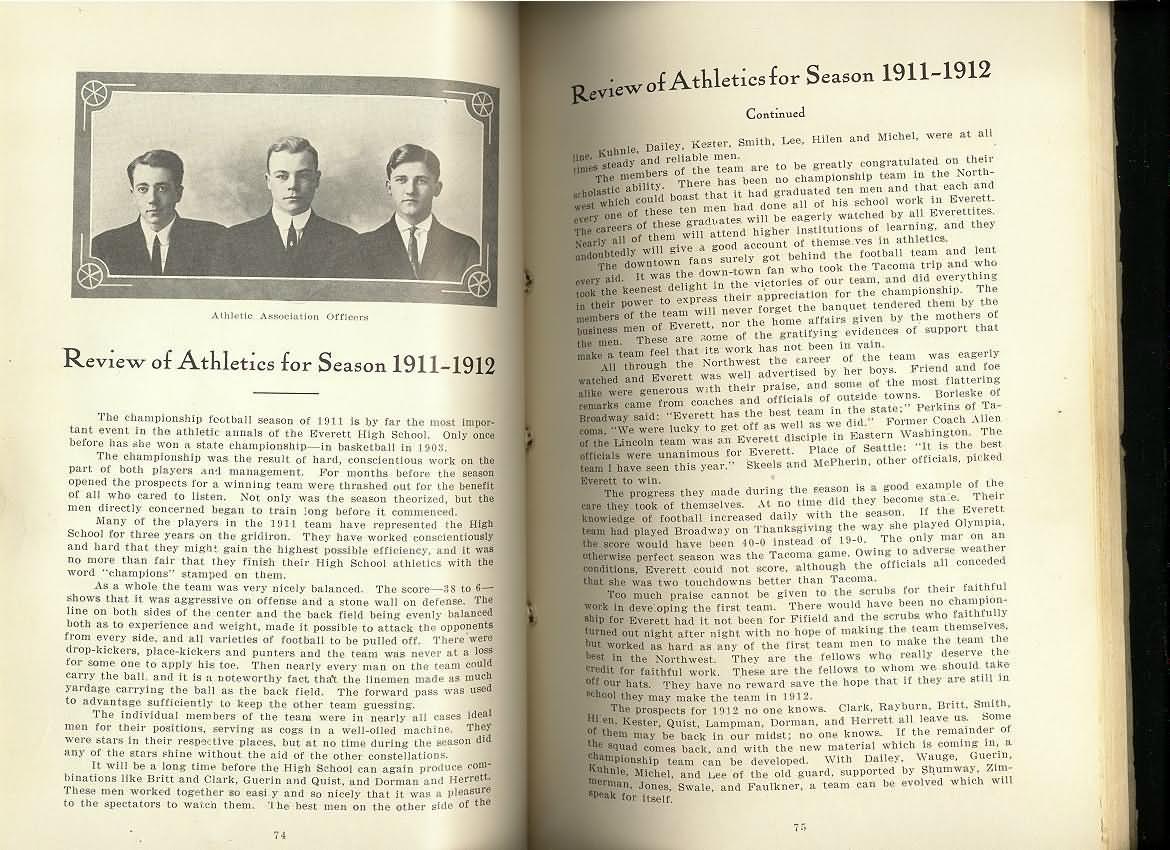 Athletic Association Officers
Review of Athletics for Season 1911-1912
The championship football season of 1911 is by far the most impor-
tant event in the athletic annals of the Everett High School. Only once
before has she won a state championship—in basketball in 1903.
The championship was the result of hard, conscientious work on the
part of both players and management. For months before the season
opened the prospects for a winning team were thrashed out for the benefit
of all who cared to listen. Not only was the season theorized, but the
men directly concerned began to train long before it commenced.
Many of the players in the 1911 team have represented the High
School for three years on the gridiron. They have worked conscientiously
and hard that they might gain the highest possible efficiency, and it was
no more than fair that they finish their High School athletics with the
word "champions" stamped on them.
As a whole the team was very nicely balanced. The score—38 to 6—
shows that it was aggressive on offense and a stone wall on defense. The
line on both sides of the center and the back field being evenly balanced
both as to experience and weight, made it possible to attack the opponents
from every side, and all varieties of football to be pulled off. There were
drop-kickers, place-kickers and punters and the team was never at a loss
for some one to apply his toe. Then nearly every man on the team could
carry the ball, and it is a noteworthy fact that the linemen made as much
yardage carrying the ball as the back field. The forward pass was used
to advantage sufficiently to keep the other team guessing.
The individual members of the team were in nearly all cases ideal
men for their positions, serving as cogs in a well-oiled machine. They
were stars in their respective places, but at no time during the season did
any of the stars shine without the aid of the other constellations.
It will be a long time before the High School can again produce com-
binations like Britt and Clark, Guerin and Quist, and Dorman and Herrett.
These men worked together so easily and so nicely that it was a pleasure
to the spectators to watch them. The best men on the other side of the
74
Review of Athletics for Season 1911-1912
Continued
line, Kuhnle, Dailey, Kester, Smith, Lee, Hilen and Michel, were at all
times steady and reliable men.
The members of the team are to be greatly congratulated on their
scholastic ability. There has been no championship team in the North-
west which could boast that it had graduated ten men and that each and
every one of these ten men had done all of his school work in Everett.
The careers of these graduates will be eagerly watched by all Everettites.
Nearly all of them will attend higher institutions of learning, and they
undoubtedly will give a good account of themselves in athletics.
The downtown fans surely got behind the football team and lent
every aid. It was the down-town fan who took the Tacoma trip and who
took the keenest delight in the victories of our team, and did everything
in their power to express their appreciation for the championship. The
members of the team will never forget the banquet tendered them by the
business men of Everett, nor the home affairs given by the mothers of
the men. These are some of the gratifying evidences of support that
make a team feel that its work has not been in vain.
All through the Northwest the career of the team was eagerly
watched and Everett was well advertised by her boys. Friend and foe
alike were generous with their praise, and some of the most flattering
remarks came from coaches and officials of outside towns. Borleske of
Broadway said: "Everett has the best team in the state;" Perkins of Ta-
coma, "We were lucky to get off as well as we did." Former Coach Allen
of the Lincoln team was an Everett disciple in Eastern Washington. The
officials were unanimous for Everett. Place of Seattle: "It is the best
team I have seen this year." Skeels and McPherin, other officials, picked
Everett to win.
The progress they made during the season is a good example of the
care they took of themselves. At no time did they become stale. Their
knowledge of football increased daily with the season. If the Everett
team had played Broadway on Thanksgiving the way she played Olympia,
the score would have been 40-0 instead of 19-0. The only mar on an
otherwise perfect season was the Tacoma game. Owing to adverse weather
conditions, Everett could not score, although the officials all conceded
that she was two touchdowns better than Tacoma.
Too much praise cannot be given to the scrubs for their faithful
work in developing the first team. There would have been no champion-
ship for Everett had it not been for Fifield and the scrubs who faithfully
turned out night after night with no hope of making the team themselves,
but worked as hard as any of the first team men to make the team the
best in the Northwest. They are the fellows who really deserve the
credit for faithful work. These are the fellows to whom we should take
off our hats. They have no reward save the hope that if they are still in
school they may make the team in 1912.
The prospects for 1912 no one knows. Clark, Rayburn, Britt, Smith,
Hilen, Kester, Quist, Lampman, Dorman, and Herrett all leave us. Some
of them may be back in our midst; no one knows. If the remainder of
the squad comes back, and with the new material which is coming in, a
championship team can be developed. With Dailey, Wauge, Guerin,
Kuhnle, Michel, and Lee of the old guard, supported by Shumway, Zim-
merman, Jones, Swale, and Faulkner, a team can be evolved which will
speak for itself.
75